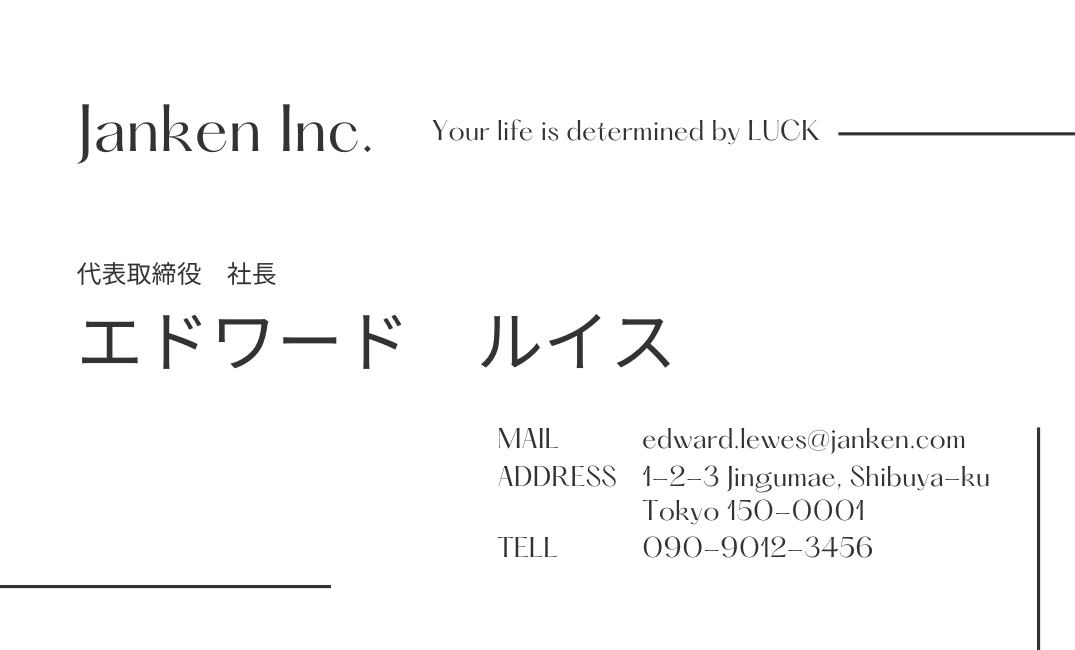 Janken Inc. Your life is determined by LUCK
代表取締役　社長
エドワード　ルイス
MAIL edward.lewes@janken.com
ADDRESS 1-2-3 Jingumae, Shibuya-ku
Tokyo 150-0001
TELL 090-9012-3456